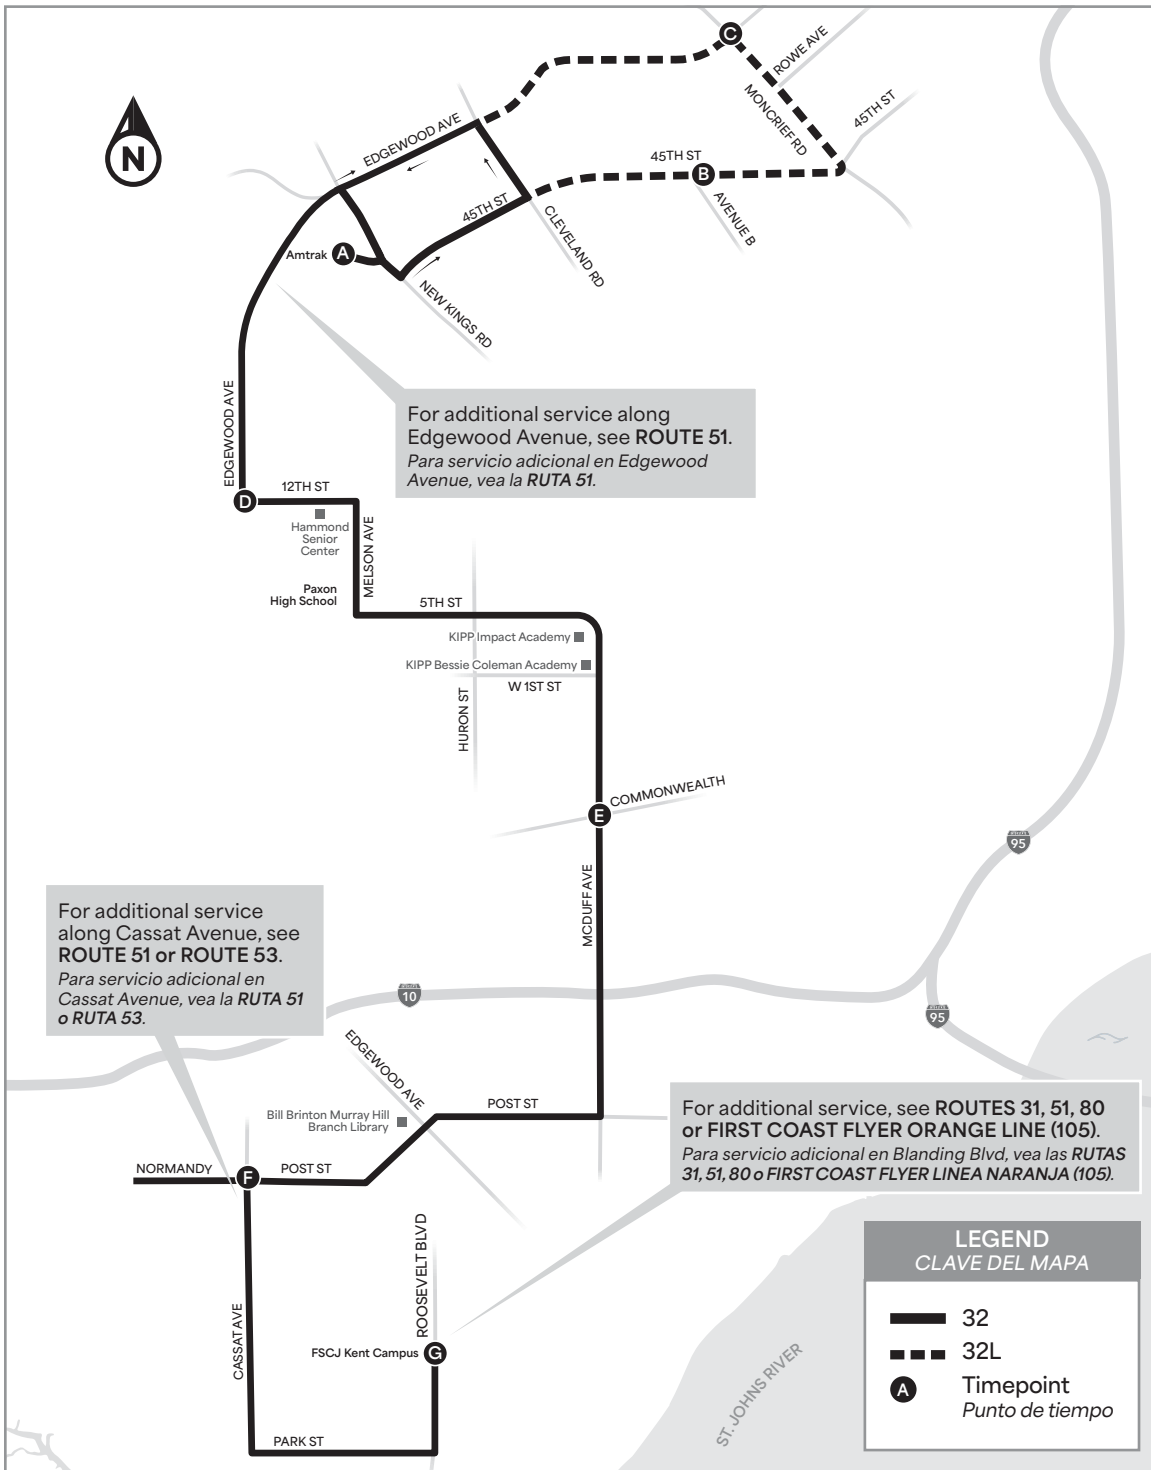 C
ROWE AVE
MONCRIEF RD
45TH ST
N
EDGEWOOD AVE
45TH ST
B
AVENUE B
45TH ST
CLEVELAND RD
Amtrak
A
NEW KINGS RD
EDGEWOOD AVE
For additional service along
Edgewood Avenue, see ROUTE 51.
Para servicio adicional en Edgewood
Avenue, vea la RUTA 51.
D
12TH ST
Hammond
Senior
Center
MELSON AVE
Paxon
High School
5TH ST
KIPP Impact Academy
KIPP Bessie Coleman Academy
W 1ST ST
HURON ST
COMMONWEALTH
E
95
MCDUFF AVE
For additional service
along Cassat Avenue, see
ROUTE 51 or ROUTE 53.
Para servicio adicional en
Cassat Avenue, vea la RUTA 51
o RUTA 53.
10
95
EDGEWOOD AVE
Bill Brinton Murray Hill
Branch Library
POST ST
For additional service, see ROUTES 31, 51, 80
or FIRST COAST FLYER ORANGE LINE (105).
Para servicio adicional en Blanding Blvd, vea las RUTAS
31, 51, 80 o FIRST COAST FLYER LINEA NARANJA (105).
NORMANDY
F
POST ST
ROOSEVELT BLVD
CASSAT AVE
FSCJ Kent Campus
G
PARK ST
ST. JOHNS RIVER
LEGEND
CLAVE DEL MAPA
32
32L
A
Timepoint
Punto de tiempo